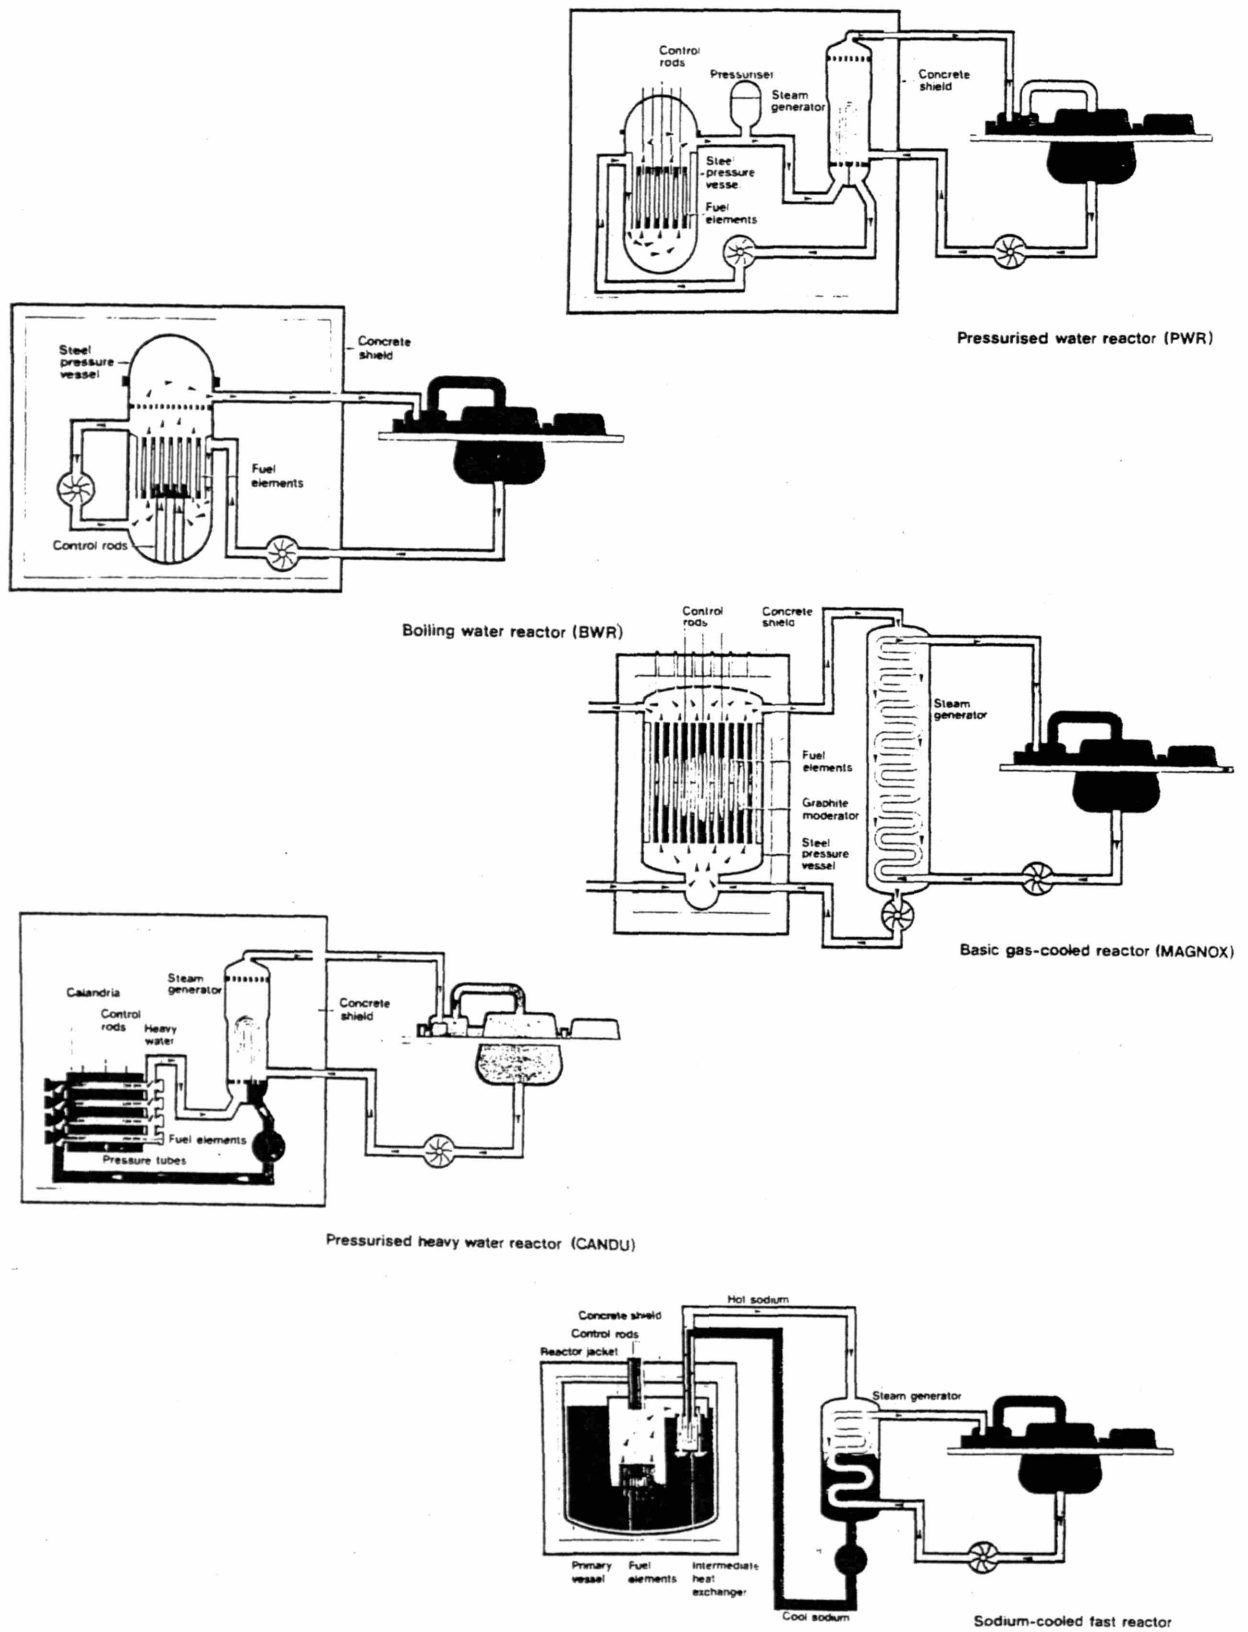 Control
rods
Pressuriser
Steam
generator
Concrete
shield
Steel
pressure
vesse.
Fuel
elements
Pressurised water reactor (PWR)
Steel
pressure
vessel
Concrete
shield
Fuel
elements
Control rods
Boiling water reactor (BWR)
Control
rods
Concrete
shield
Steam
generator
Fuel
elements
Graphite
moderator
Steel
pressure
vessel
Basic gas-cooled reactor (MAGNOX)
Steam
generator
Calandria
Control
rods
Heavy
water
Concrete
shield
Fuel elements
Pressure tubes
Pressurised heavy water reactor (CANDU)
Hot sodium
Concrete shield
Control rods
Reactor jacket
Steam generator
Primary
vessel
Fuel
elements
Intermediate
heat
exchanger
Cool sodium
Sodium-cooled fast reactor